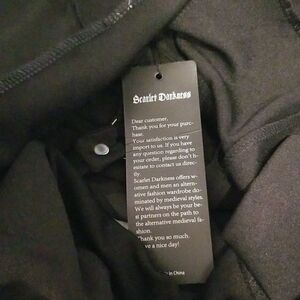 Scarlet Darkness
Dear customer,
Thank you for your purc-
hase.
Your satisfaction is very
import to us. If you have
any question regarding to
your order, please don't h-
esitate to contact us direc-
tly.
Scarlet Darkness offers w-
omen and men an altern-
ative fashion wardrobe do-
minated by medieval styles.
We will always be your be-
st partners on the path to
the alternative medieval fa-
shion.
Thank you so much.
ve a nice day!
in China